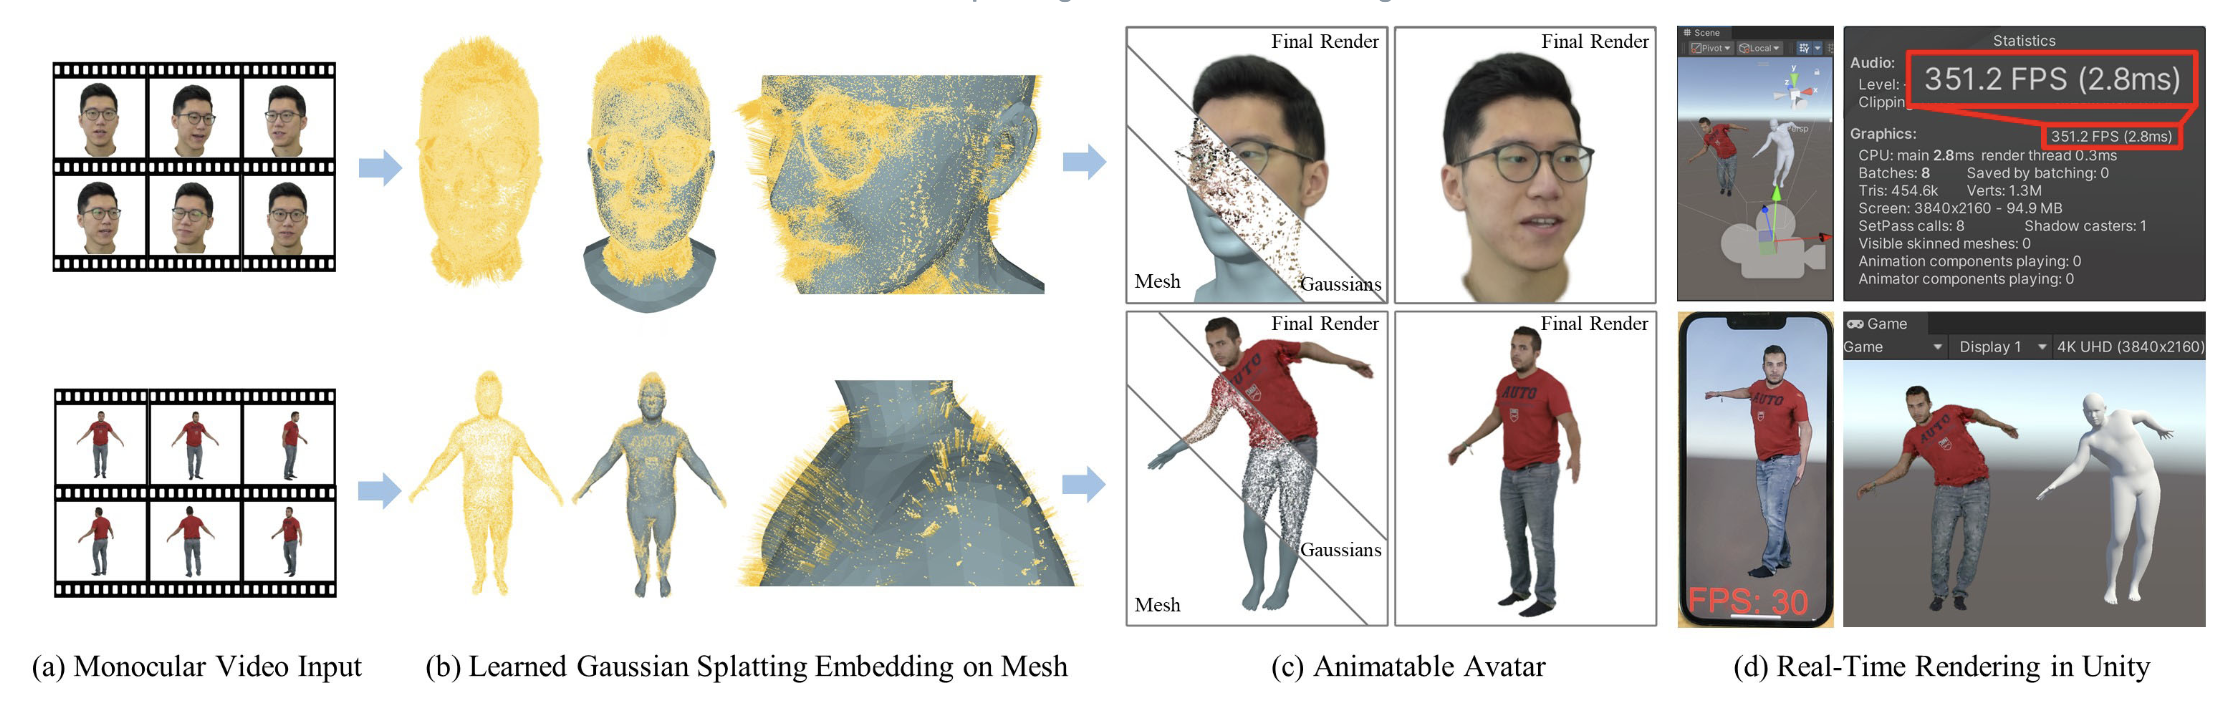 Final Render
Final Render
Mesh
Gaussians
Scene
Pivot
Local
Statistics
Audio:
Level:
Clipping
351.2 FPS (2.8ms)
Graphics:
351.2 FPS (2.8ms)
CPU: main 2.8ms render thread 0.3ms
Batches: 8 Saved by batching: 0
Tris: 454.6k Verts: 1.3M
Screen: 3840x2160 - 94.9 MB
SetPass calls: 8 Shadow casters: 1
Visible skinned meshes: 0
Animation components playing: 0
Animator components playing: 0
Final Render
Final Render
AUTO
AUTO
Mesh
Gaussians
AUTO
FPS: 30
Game
Game Display 1 4K UHD (3840x2160)
AUTO
(a) Monocular Video Input
(b) Learned Gaussian Splatting Embedding on Mesh
(c) Animatable Avatar
(d) Real-Time Rendering in Unity